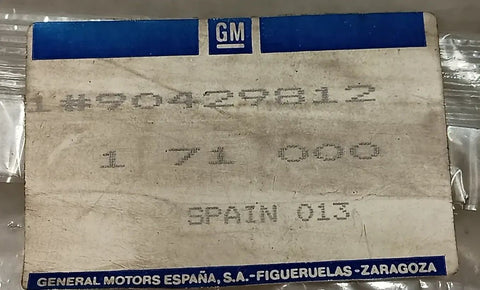 GM
1#90429812
1 71 000
SPAIN 013
GENERAL MOTORS ESPAÑA, S.A.-FIGUERUELAS-ZARAGOZA